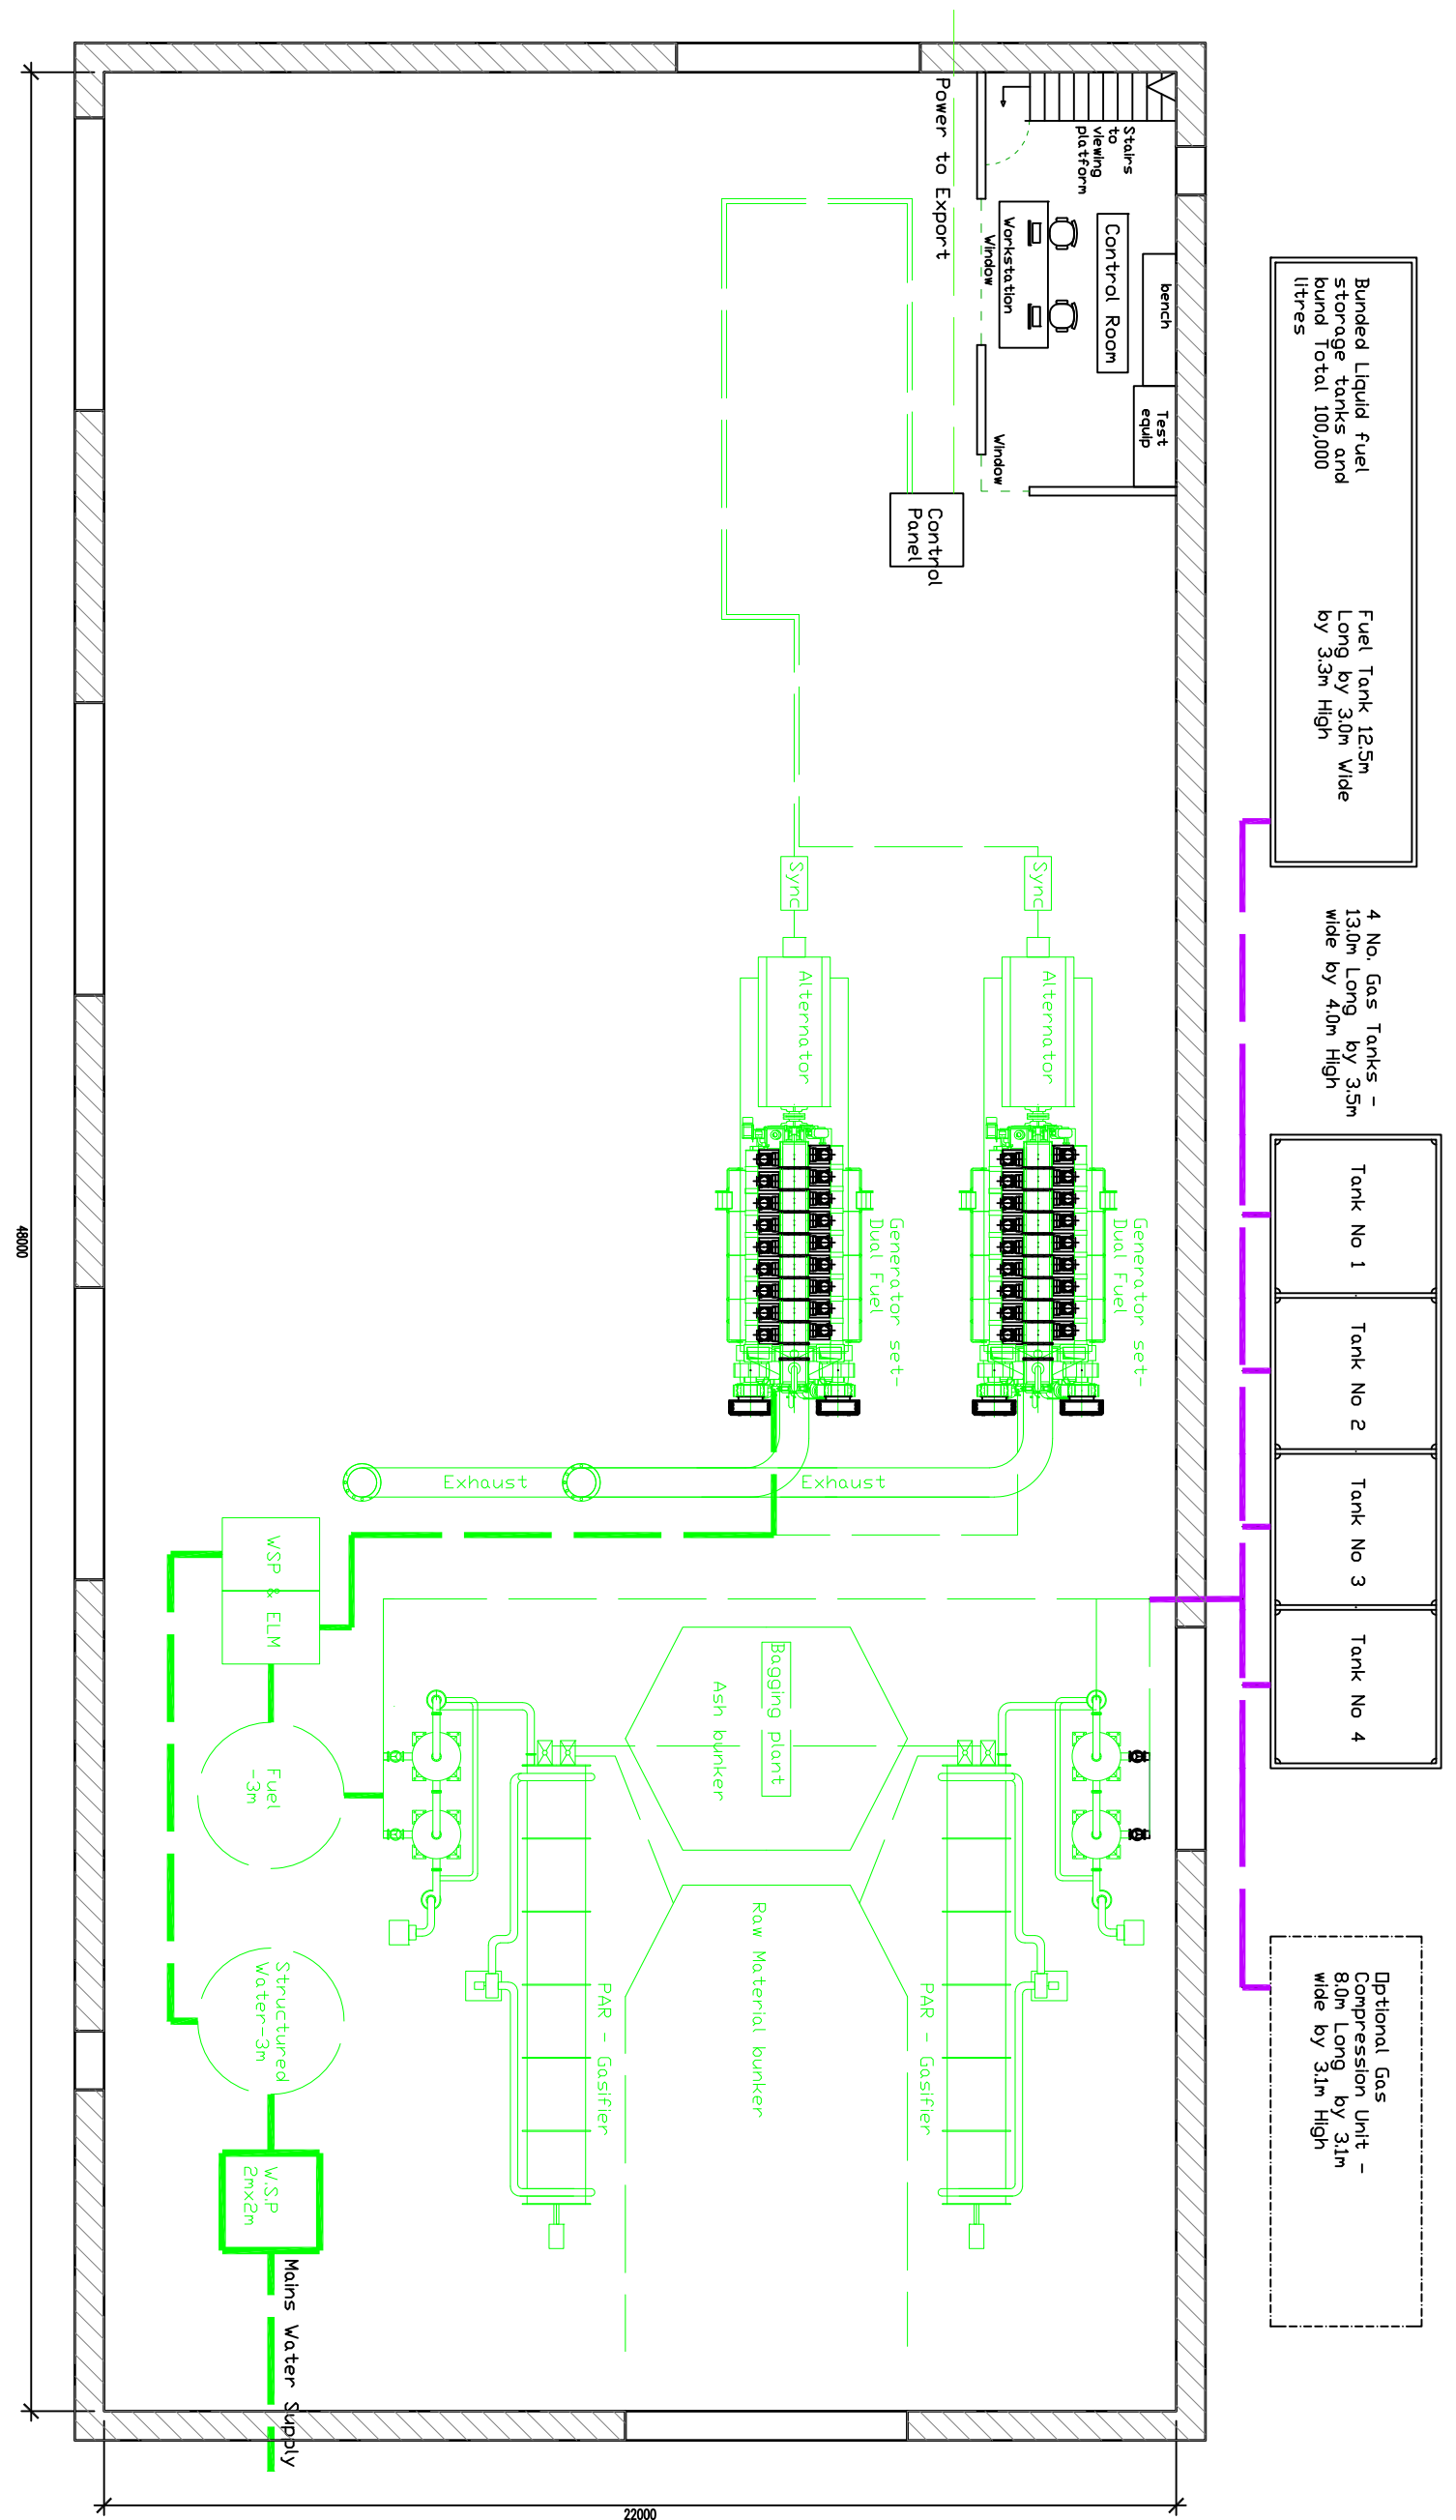 Bunded Liquid fuel
storage tanks and
bund Total 100,000
litres
Fuel Tank 12.5m
Long by 3.0m Wide
by 3.3m High
4 No. Gas Tanks -
13.0m Long by 3.5m
wide by 4.0m High
Tank No 1
Tank No 2
Tank No 3
Tank No 4
Optional Gas
Compression Unit -
8.0m Long by 3.1m
wide by 3.1m High
Stairs
to
viewing
platform
bench
Test
equip
Control Room
Workstation
Window
Window
Power to Export
Control
Panel
Sync
Alternator
Generator set-
Dual Fuel
Sync
Alternator
Generator set-
Dual Fuel
Exhaust
Exhaust
Bagging plant
Ash bunker
Raw Material bunker
PAR - Gasifier
PAR - Gasifier
WSP & ELM
Fuel
-3m
Structured
Water-3m
W.S.P
2mx2m
Mains Water Supply
48000
22000